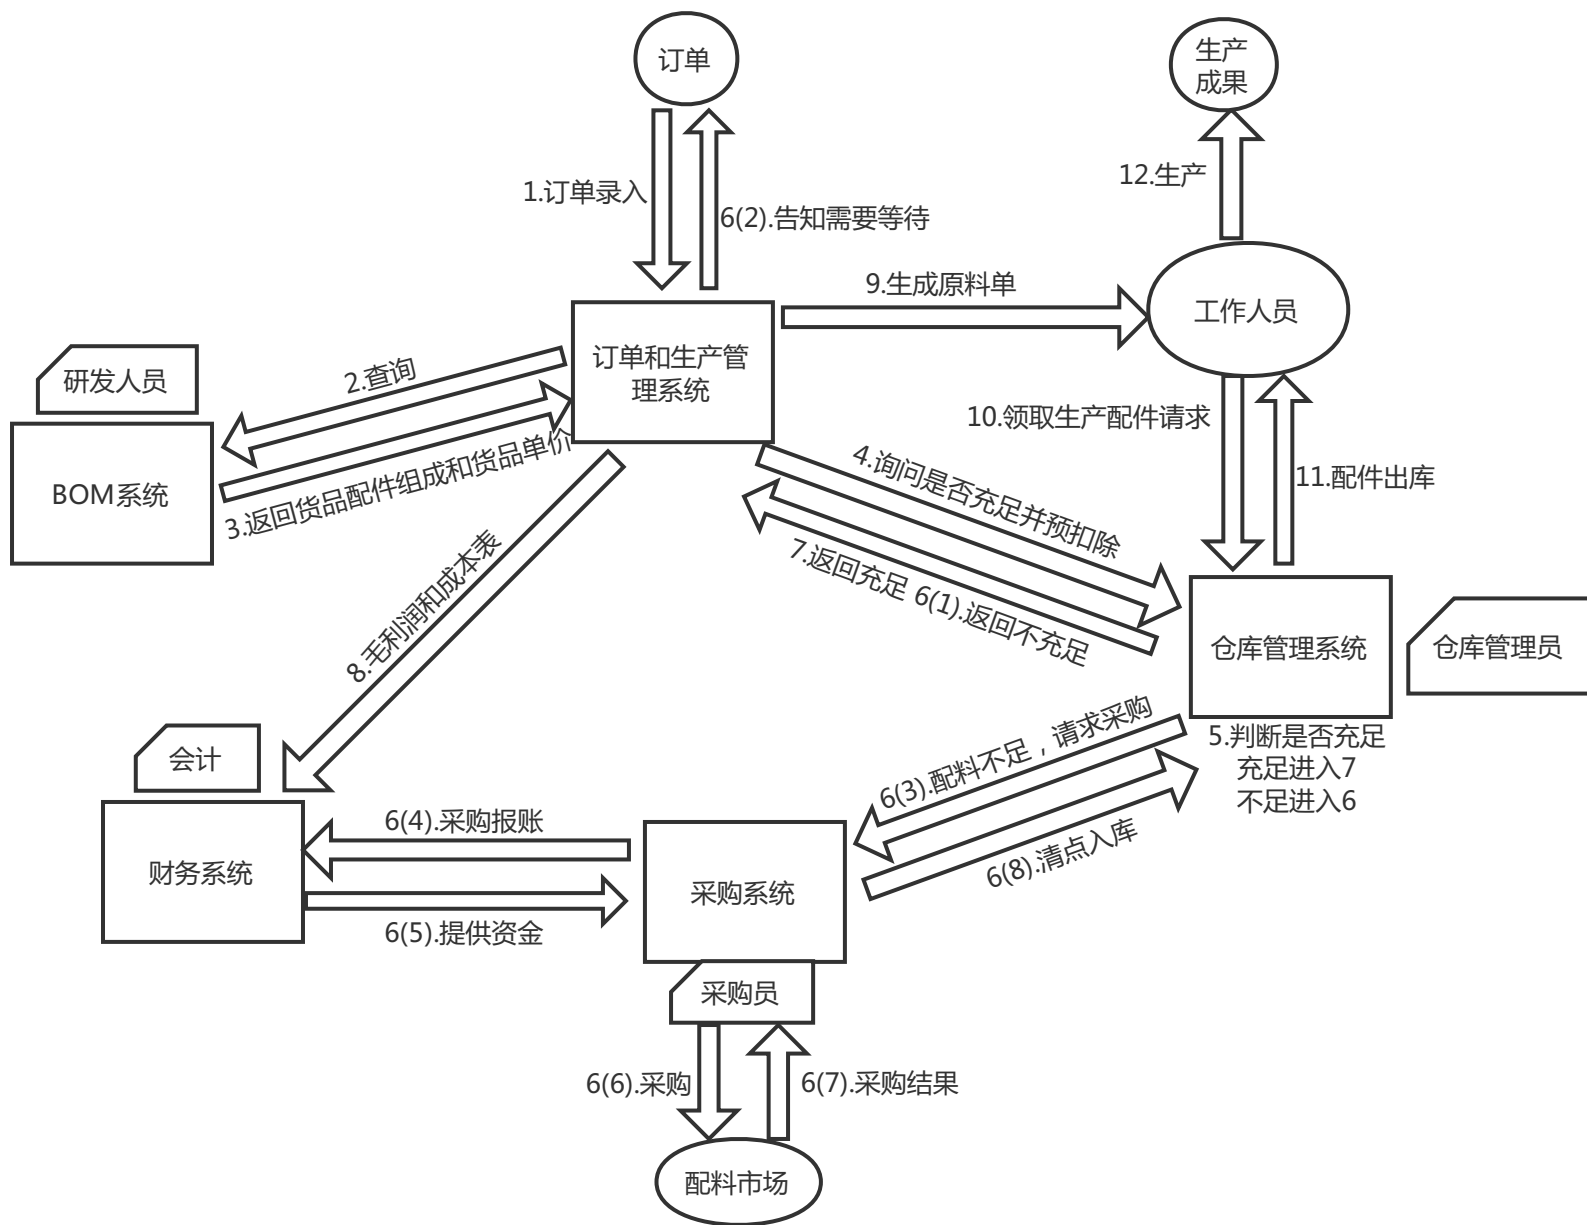 订单
生产
成果
1.订单录入
6(2).告知需要等待
12.生产
9.生成原料单
工作人员
订单和生产管
理系统
研发人员
2.查询
BOM系统
3.返回货品配件组成和货品单价
10.领取生产配件请求
11.配件出库
4.询问是否充足并预扣除
7.返回充足 6(1).返回不充足
8.毛利润和成本表
仓库管理系统
仓库管理员
5.判断是否充足
充足进入7
不足进入6
会计
财务系统
6(4).采购报账
6(5).提供资金
6(3).配料不足，请求采购
6(8).清点入库
采购系统
采购员
6(6).采购
6(7).采购结果
配料市场